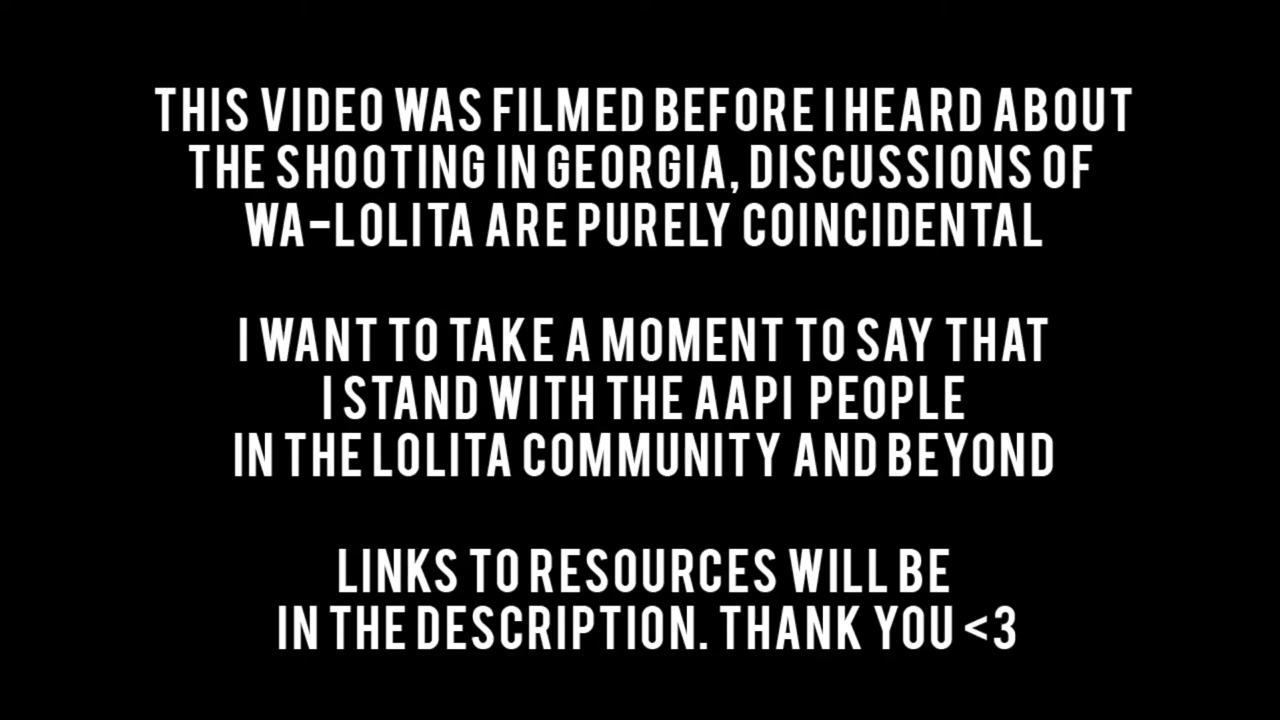 THIS VIDEO WAS FILMED BEFORE I HEARD ABOUT
THE SHOOTING IN GEORGIA, DISCUSSIONS OF
WA-LOLITA ARE PURELY COINCIDENTAL
I WANT TO TAKE A MOMENT TO SAY THAT
I STAND WITH THE AAPI PEOPLE
IN THE LOLITA COMMUNITY AND BEYOND
LINKS TO RESOURCES WILL BE
IN THE DESCRIPTION. THANK YOU <3